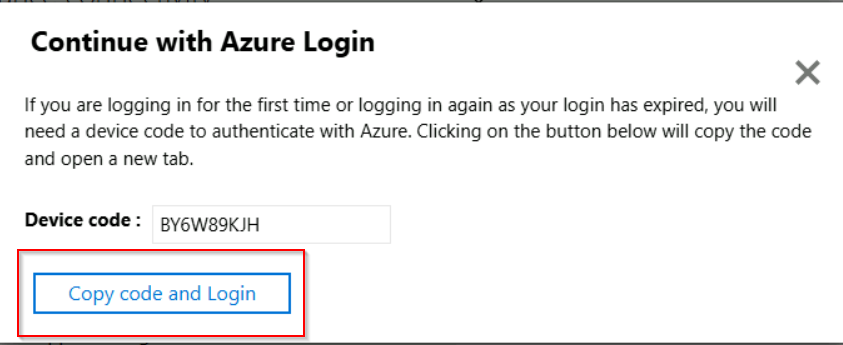 Continue with Azure Login
If you are logging in for the first time or logging in again as your login has expired, you will
need a device code to authenticate with Azure. Clicking on the button below will copy the code
and open a new tab.
Device code : BY6W89KJH
Copy code and Login